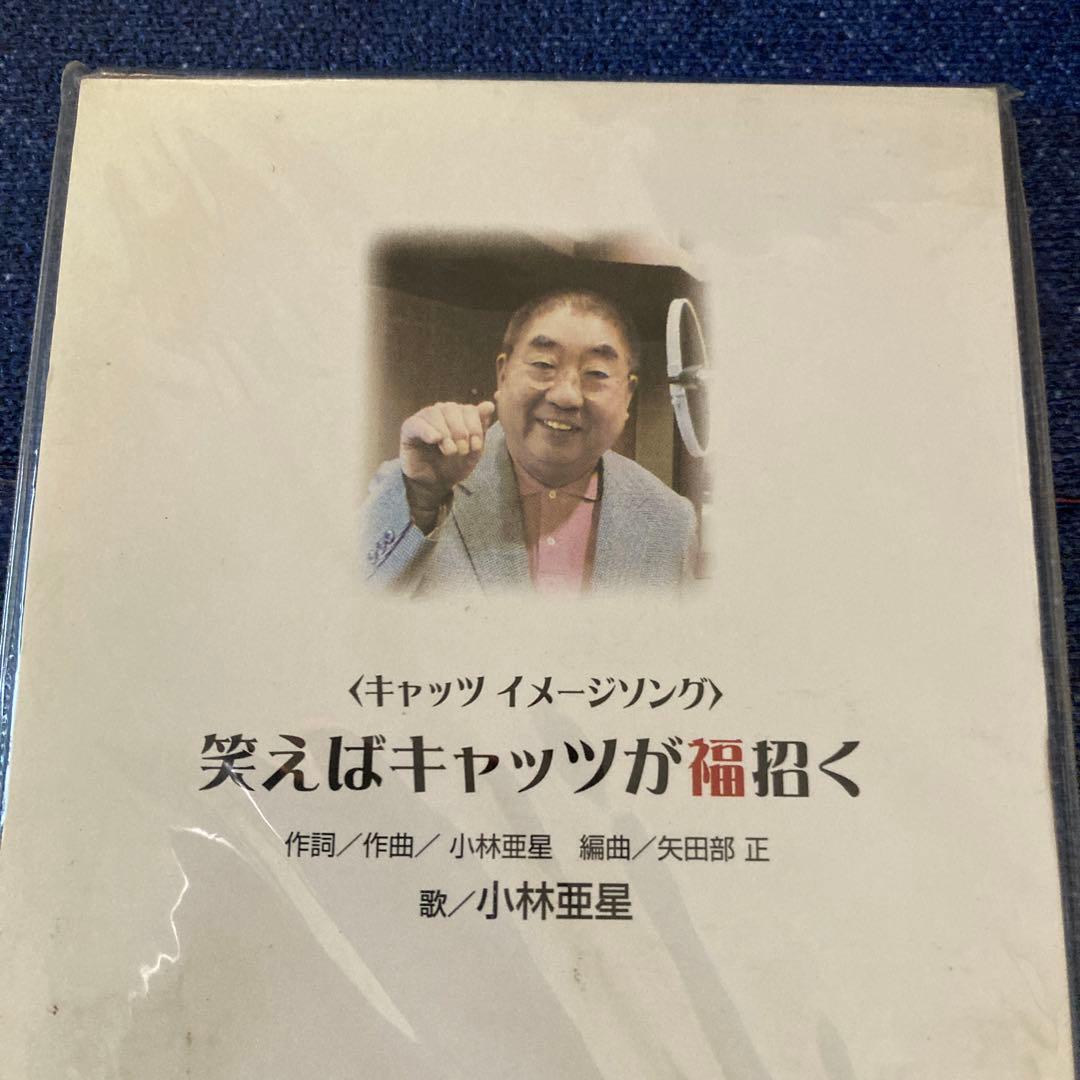 〈キャッツ イメージソング〉
笑えばキャッツが福招く
作詞／作曲／ 小林亜星　編曲／矢田部 正
歌／小林亜星